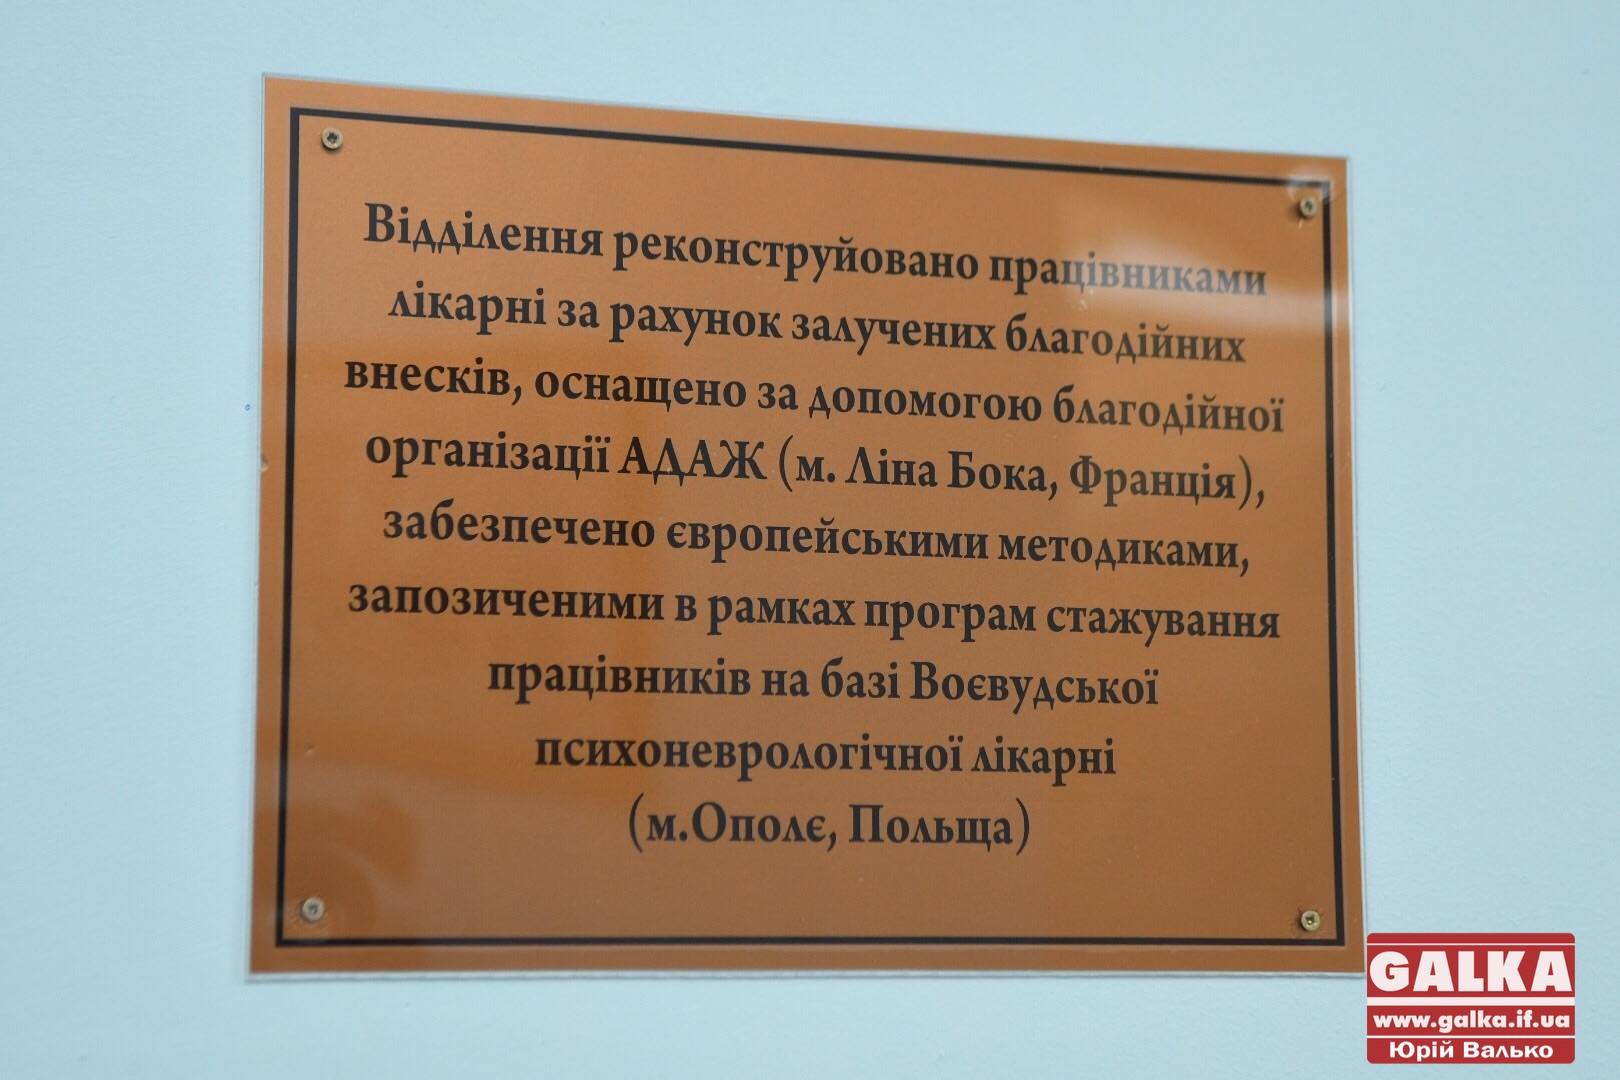 Відділення реконструйовано працівниками
лікарні за рахунок залучених благодійних
внесків, оснащено за допомогою благодійної
організації АДАЖ (м. Ліна Бока, Франція),
забезпечено європейськими методиками,
запозиченими в рамках програм стажування
працівників на базі Воєвудської
психоневрологічної лікарні
(м.Ополє, Польща)
GALKA
www.galka.if.ua
Юрій Валько